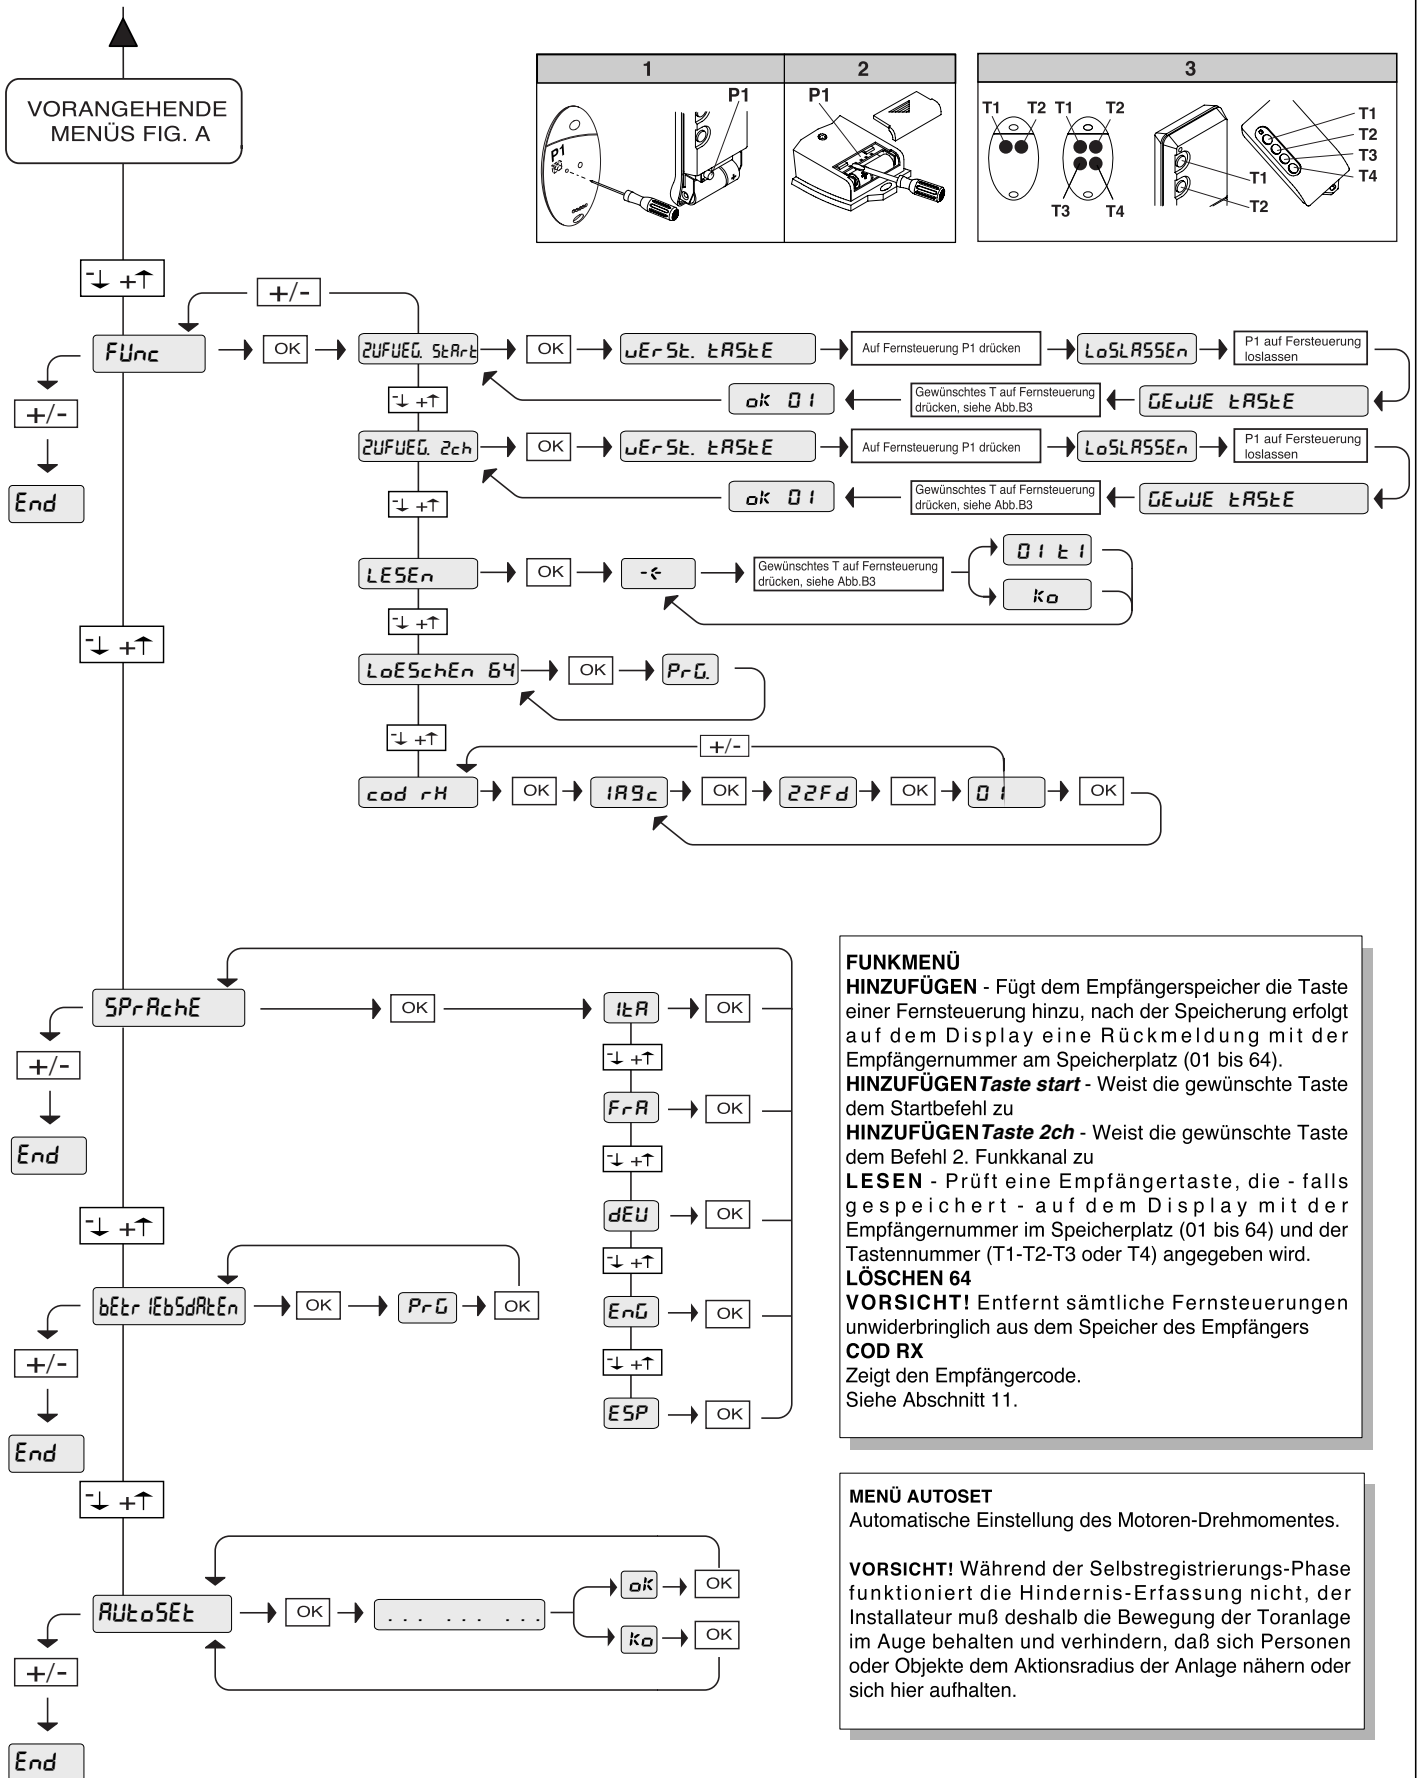 VORANGEHENDE
MENÜS FIG. A
1
2
3
P1
P1
P1
T1 T2 T1 T2
T3 T4
T1
T2
T1
T2
T3
T4
-↓ +↑
+/-
FUnc
OK
ZUFUEG. StArt
OK
vErSt. tAStE
Auf Fernsteuerung P1 drücken
LoSLASSEn
P1 auf Fersteuerung
loslassen
+/-
-↓ +↑
ok 01
Gewünschtes T auf Fernsteuerung
drücken, siehe Abb.B3
GEwUE tAStE
End
ZUFUEG. 2ch
OK
vErSt. tAStE
Auf Fernsteuerung P1 drücken
LoSLASSEn
P1 auf Fersteuerung
loslassen
-↓ +↑
ok 01
Gewünschtes T auf Fernsteuerung
drücken, siehe Abb.B3
GEwUE tAStE
LESEn
OK
-<-
Gewünschtes T auf Fernsteuerung
drücken, siehe Abb.B3
01 t1
Ko
-↓ +↑
-↓ +↑
LoESchEn 64
OK
PrG.
-↓ +↑
+/-
cod rH
OK
1A9c
OK
22Fd
OK
01
OK
SPrAchE
OK
ItA
OK
+/-
-↓ +↑
FrA
OK
End
-↓ +↑
dEU
OK
-↓ +↑
-↓ +↑
bEtrIEbSdAtEn
OK
PrG
OK
EnG
OK
+/-
-↓ +↑
ESP
OK
End
-↓ +↑
AUtoSEt
OK
... ... ...
ok
OK
Ko
OK
+/-
End
FUNKMENÜ
HINZUFÜGEN - Fügt dem Empfängerspeicher die Taste
einer Fernsteuerung hinzu, nach der Speicherung erfolgt
auf dem Display eine Rückmeldung mit der
Empfängernummer am Speicherplatz (01 bis 64).
HINZUFÜGENTaste start - Weist die gewünschte Taste
dem Startbefehl zu
HINZUFÜGENTaste 2ch - Weist die gewünschte Taste
dem Befehl 2. Funkkanal zu
LESEN - Prüft eine Empfängertaste, die - falls
gespeichert - auf dem Display mit der
Empfängernummer im Speicherplatz (01 bis 64) und der
Tastennummer (T1-T2-T3 oder T4) angegeben wird.
LÖSCHEN 64
VORSICHT! Entfernt sämtliche Fernsteuerungen
unwiderbringlich aus dem Speicher des Empfängers
COD RX
Zeigt den Empfängercode.
Siehe Abschnitt 11.
MENÜ AUTOSET
Automatische Einstellung des Motoren-Drehmomentes.
VORSICHT! Während der Selbstregistrierungs-Phase
funktioniert die Hindernis-Erfassung nicht, der
Installateur muß deshalb die Bewegung der Toranlage
im Auge behalten und verhindern, daß sich Personen
oder Objekte dem Aktionsradius der Anlage nähern oder
sich hier aufhalten.